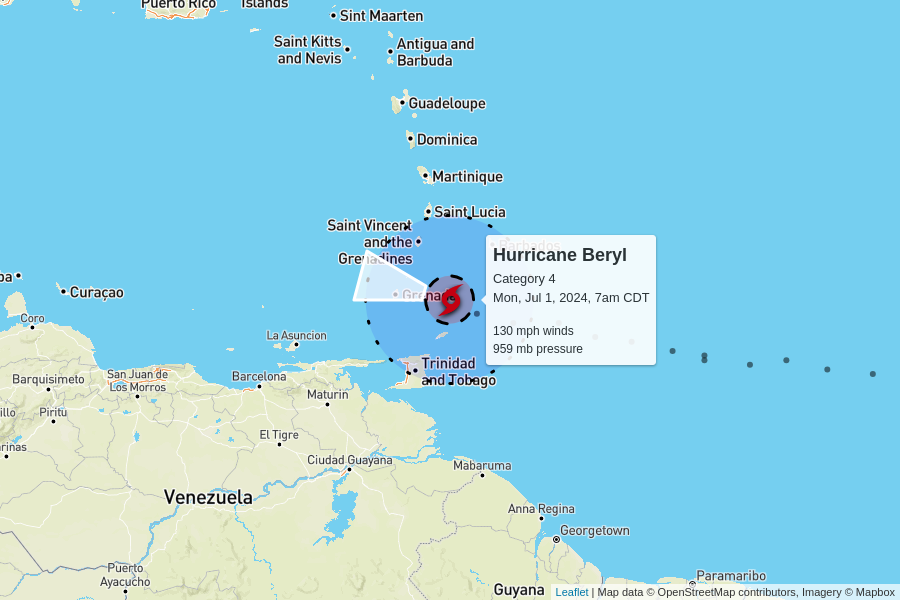 Puerto Rico
Islands
Sint Maarten
Saint Kitts
and Nevis
Antigua and
Barbuda
Guadeloupe
Dominica
Martinique
Saint Lucia
Saint Vincent
and the
Grenadines
Barbados
Grenada
Hurricane Beryl
Category 4
Mon, Jul 1, 2024, 7am CDT
130 mph winds
959 mb pressure
ba
Curaçao
Coro
La Asuncion
Trinidad
and Tobago
Barquisimeto
San Juan de
Los Morros
Barcelona
Maturin
illo
Piritu
arinas
El Tigre
Ciudad Guayana
Mabaruma
Venezuela
Anna Regina
Georgetown
Puerto
Ayacucho
Guyana
Paramaribo
Leaflet | Map data © OpenStreetMap contributors, Imagery © Mapbox